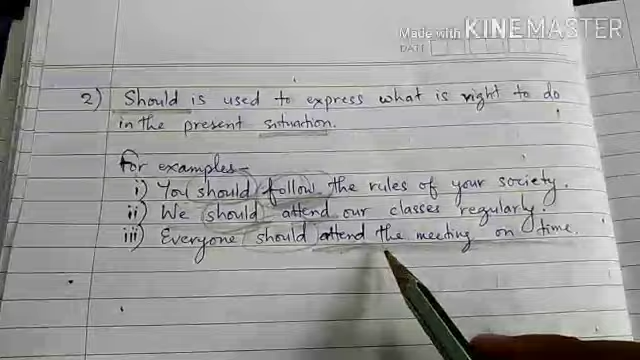 Made with KINEMASTER
DATE
2) Should is used to express what is right to do
in the present situation.
For examples-
i) You should follow the rules of your society.
ii) We should attend our classes regularly.
iii) Everyone should attend the meeting on time.